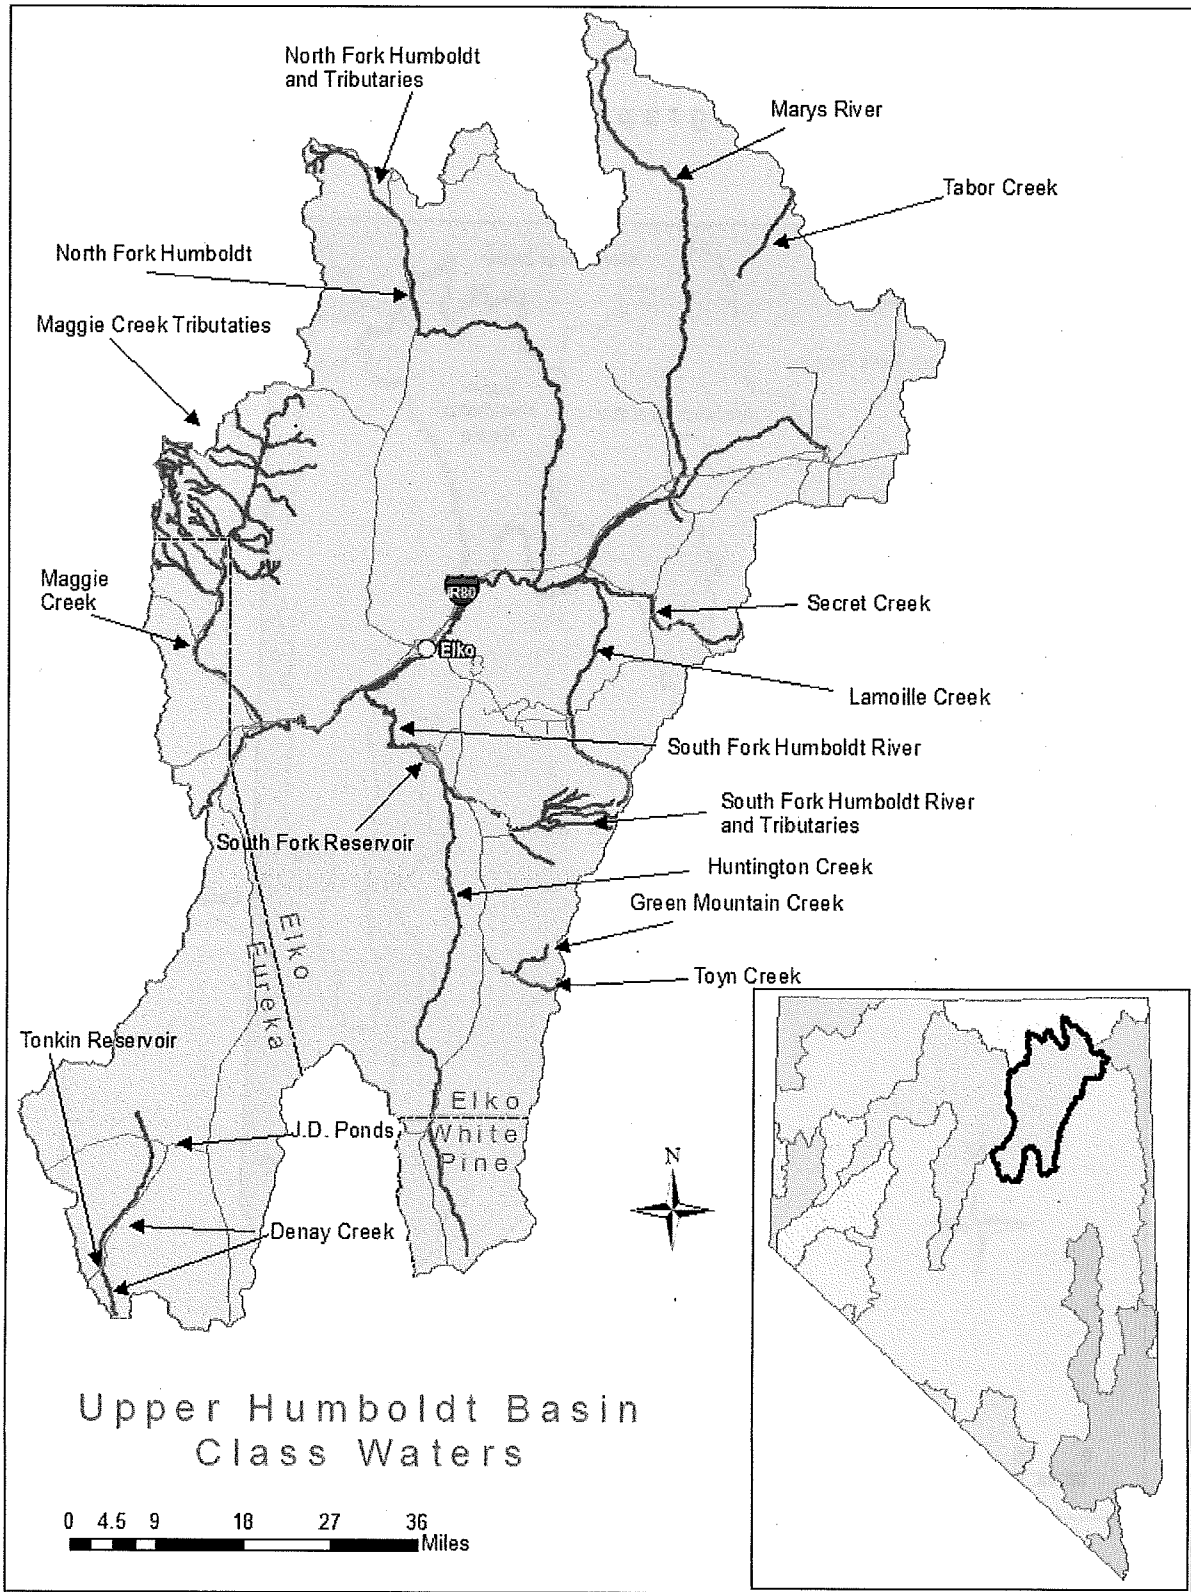 North Fork Humboldt
and Tributaries
Marys River
Tabor Creek
North Fork Humboldt
Maggie Creek Tributaties
Maggie
Creek
R80
Secret Creek
Elko
Lamoille Creek
South Fork Humboldt River
South Fork Humboldt River
and Tributaries
South Fork Reservoir
Huntington Creek
Green Mountain Creek
Elko
Eureka
Toyn Creek
Tonkin Reservoir
Elko
J.D. Ponds
White
Pine
N
Denay Creek
Upper Humboldt Basin
Class Waters
0 4.5 9 18 27 36
Miles